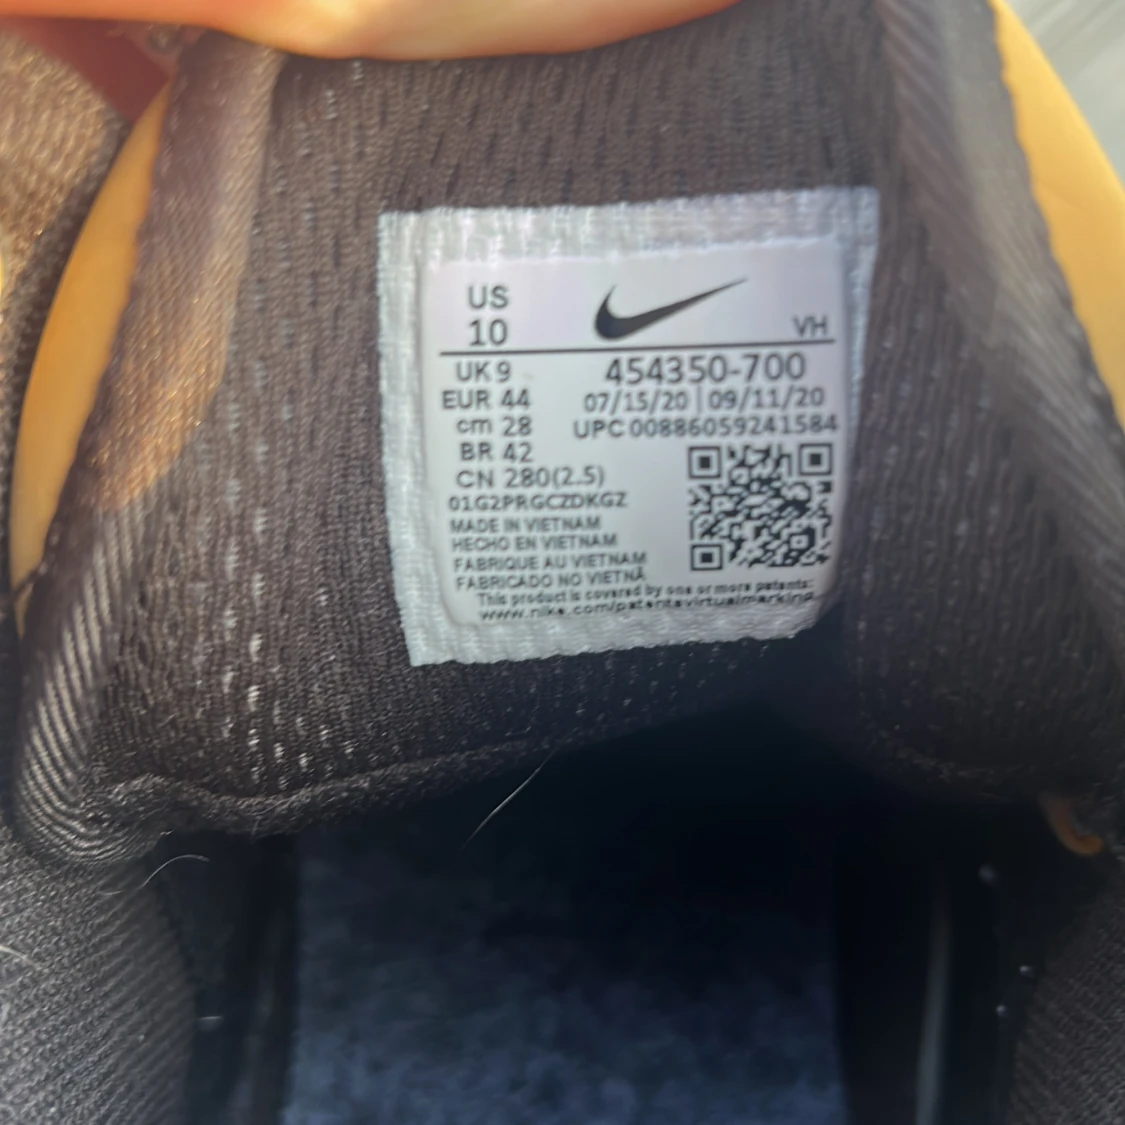 US
10
VH
UK 9
454350-700
EUR 44
07/15/20 | 09/11/20
cm 28
UPC 00886059241584
BR 42
CN 280(2.5)
01G2PRGCZDKGZ
MADE IN VIETNAM
HECHO EN VIETNAM
FABRIQUE AU VIETNAM
FABRICADO NO VIETNÃ
This product is covered by one or more patents:
www.nike.com/patentsvirtualmarking